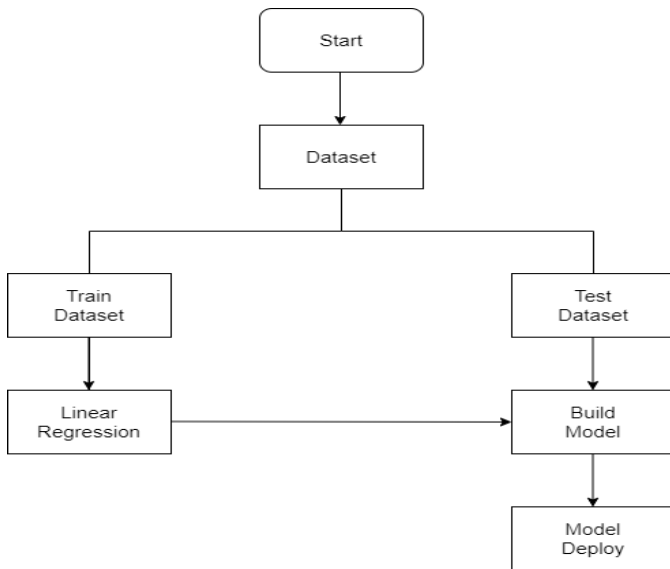 Start
Dataset
Train
Dataset
Test
Dataset
Linear
Regression
Build
Model
Model
Deploy